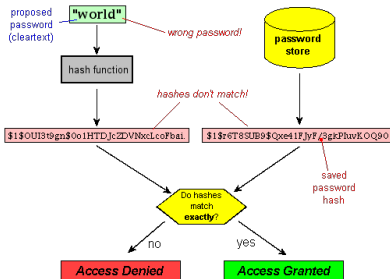 proposed
password
(cleartext)
"world"
wrong password!
password
store
hash function
hashes don't match!
$1$OUI3t9gn$0o1HTDJcZDVNxcLcoFbai.
$1$r6T8SUB9$Qxe41FJyF/3gkPIuvKOQ90
saved
password
hash
Do hashes
match
exactly?
no
yes
Access Denied
Access Granted